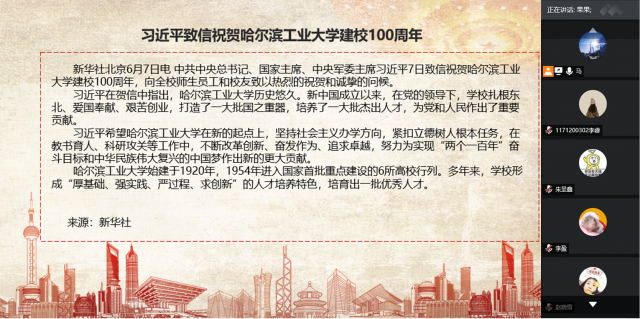 习近平致信祝贺哈尔滨工业大学建校100周年
新华社北京6月7日电 中共中央总书记、国家主席、中央军委主席习近平7日致信祝贺哈尔滨工业
大学建校100周年，向全校师生员工和校友致以热烈的祝贺和诚挚的问候。
习近平在贺信中指出，哈尔滨工业大学历史悠久。新中国成立以来，在党的领导下，学校扎根东
北、爱国奉献、艰苦创业，打造了一大批国之重器，培养了一大批杰出人才，为党和人民作出了重要
贡献。
习近平希望哈尔滨工业大学在新的起点上，坚持社会主义办学方向，紧扣立德树人根本任务，在
教书育人、科研攻关等工作中，不断改革创新、奋发作为、追求卓越，努力为实现“两个一百年”奋
斗目标和中华民族伟大复兴的中国梦作出新的更大贡献。
哈尔滨工业大学始建于1920年，1954年进入国家首批重点建设的6所高校行列。多年来，学校形
成“厚基础、强实践、严过程、求创新”的人才培养特色，培育出一批优秀人才。
来源：新华社
正在讲话: 果果;
马
1171200302李睿
朱昱鑫
李盈